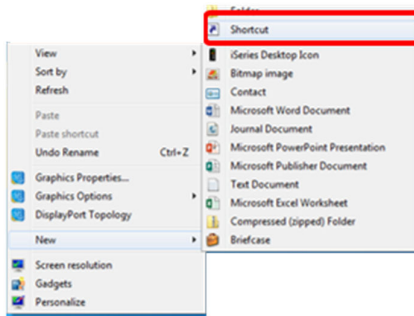 View
Sort by
Refresh
Paste
Paste shortcut
Undo Rename Ctrl+Z
Graphics Properties...
Graphics Options
DisplayPort Topology
New
Screen resolution
Gadgets
Personalize
Folder
Shortcut
iSeries Desktop Icon
Bitmap image
Contact
Microsoft Word Document
Journal Document
Microsoft PowerPoint Presentation
Microsoft Publisher Document
Text Document
Microsoft Excel Worksheet
Compressed (zipped) Folder
Briefcase